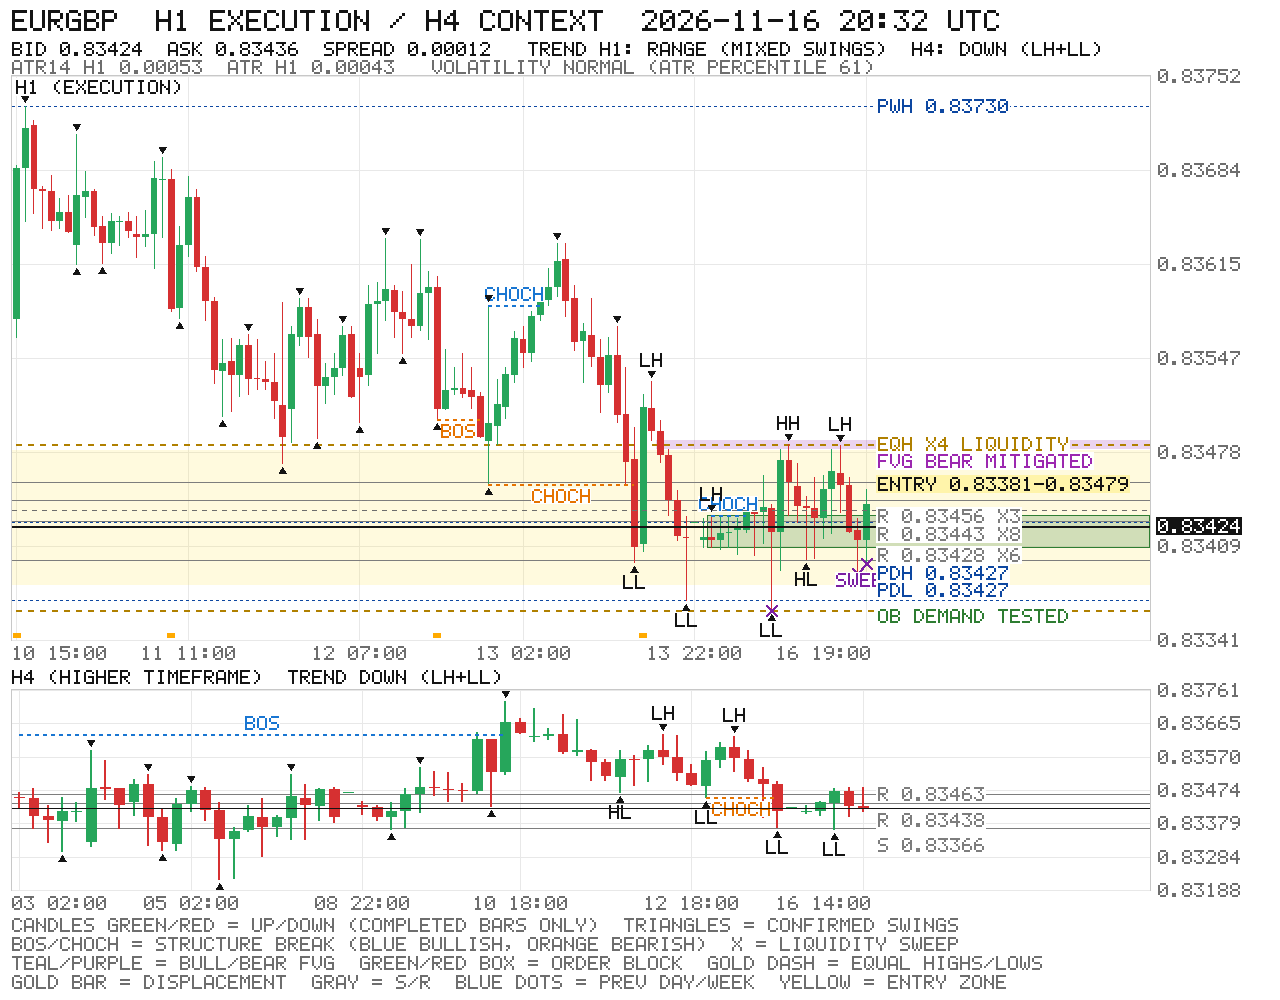 EURGBP  H1 EXECUTION / H4 CONTEXT  2026-11-16 20:32 UTC
BID 0.83424  ASK 0.83436  SPREAD 0.00012  TREND H1: RANGE (MIXED SWINGS)  H4: DOWN (LH+LL)
ATR14 H1 0.00053  ATR H1 0.00043  VOLATILITY NORMAL (ATR PERCENTILE 61)
0.83752
H1 (EXECUTION)
PWH 0.83730
0.83684
0.83615
CHOCH
0.83547
LH
HH
LH
BOS
EQH X4 LIQUIDITY
0.83478
FVG BEAR MITIGATED
ENTRY 0.83381-0.83479
CHOCH
LH
CHOCH
R 0.83456 X3
0.83424
R 0.83443 X8
0.83409
R 0.83428 X6
LL
HL
PDH 0.83427
PDL 0.83427
LL
OB DEMAND TESTED
LL
0.83341
10 15:00  11 11:00  12 07:00  13 02:00  13 22:00  16 19:00
H4 (HIGHER TIMEFRAME)  TREND DOWN (LH+LL)
0.83761
BOS
LH
LH
0.83665
0.83570
R 0.83463
0.83474
HL
LL
CHOCH
R 0.83438
0.83379
LL
LL
S 0.83366
0.83284
0.83188
03 02:00  05 02:00  08 22:00  10 18:00  12 18:00  16 14:00
CANDLES GREEN/RED = UP/DOWN (COMPLETED BARS ONLY)  TRIANGLES = CONFIRMED SWINGS
BOS/CHOCH = STRUCTURE BREAK (BLUE BULLISH, ORANGE BEARISH)  X = LIQUIDITY SWEEP
TEAL/PURPLE = BULL/BEAR FVG  GREEN/RED BOX = ORDER BLOCK  GOLD DASH = EQUAL HIGHS/LOWS
GOLD BAR = DISPLACEMENT  GRAY = S/R  BLUE DOTS = PREV DAY/WEEK  YELLOW = ENTRY ZONE